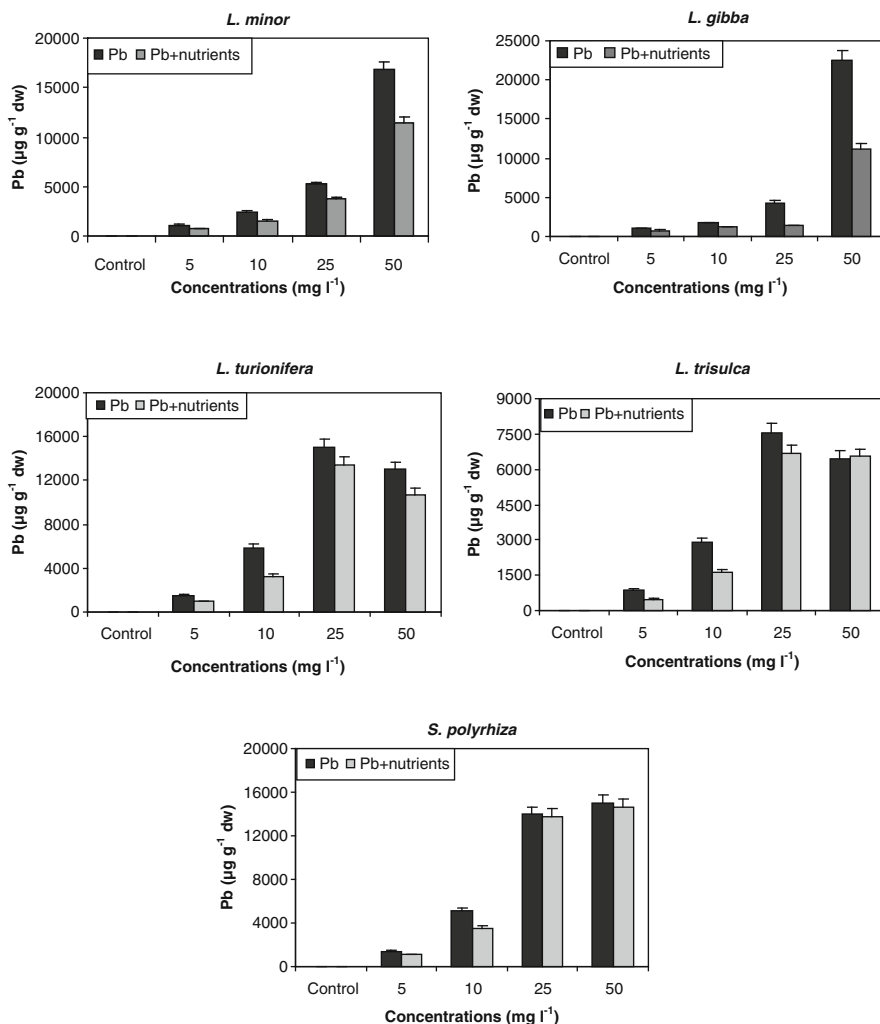 L. minor
20000
Pb Pb+nutrients
15000
10000
5000
0
Pb (µg g-1 dw)
Control 5 10 25 50
Concentrations (mg l-1)
L. gibba
25000
Pb Pb+nutrients
20000
15000
10000
5000
0
Pb (µg g-1 dw)
Control 5 10 25 50
Concentrations (mg l-1)
L. turionifera
20000
Pb Pb+nutrients
16000
12000
8000
4000
0
Pb (µg g-1 dw)
Control 5 10 25 50
Concentrations (mg l-1)
L. trisulca
9000
Pb Pb+nutrients
7500
6000
4500
3000
1500
0
Pb (µg g-1 dw)
Control 5 10 25 50
Concentrations (mg l-1)
S. polyrhiza
20000
Pb Pb+nutrients
16000
12000
8000
4000
0
Pb (µg g-1 dw)
Control 5 10 25 50
Concentrations (mg l-1)